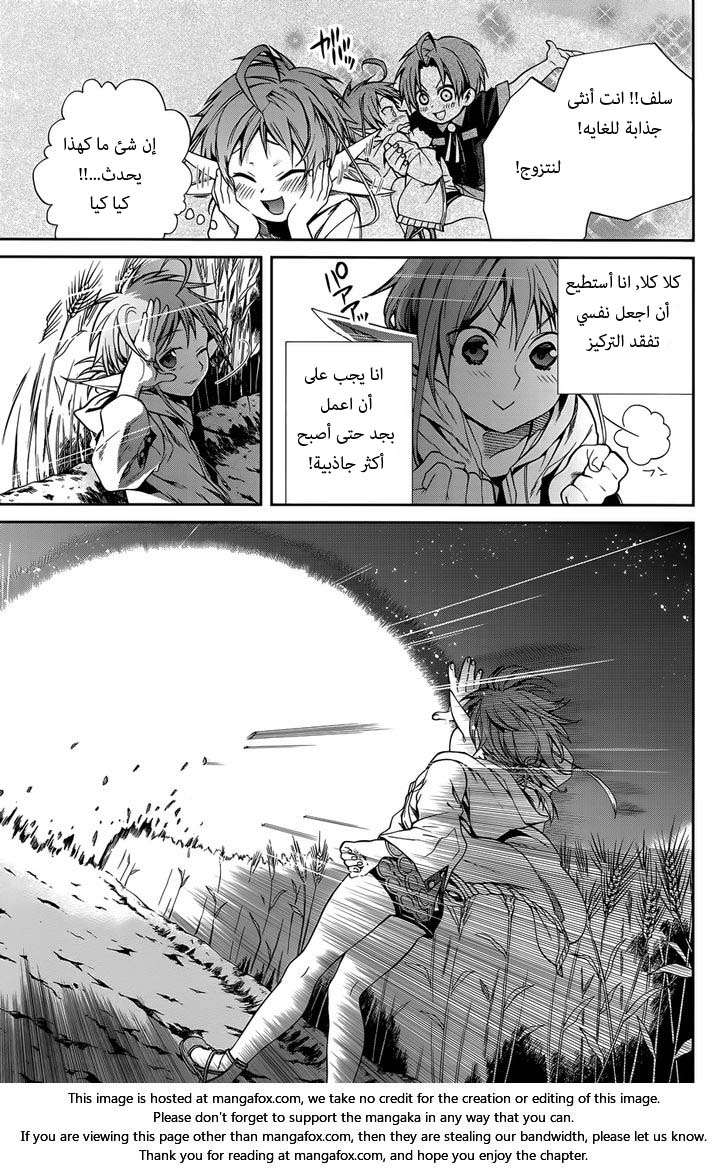 سلف!! انت أنثى
جذابة للغايه!
لنتزوج!
إن شئ ما كهذا
يحدث...!!
كيا كيا
كلا كلا, انا أستطيع
أن اجعل نفسي
تفقد التركيز
انا يجب على
أن اعمل
بجد حتى أصبح
أكثر جاذبية!
This image is hosted at mangafox.com, we take no credit for the creation or editing of this image.
Please don't forget to support the mangaka in any way that you can.
If you are viewing this page other than mangafox.com, then they are stealing our bandwidth, please let us know.
Thank you for reading at mangafox.com, and hope you enjoy the chapter.